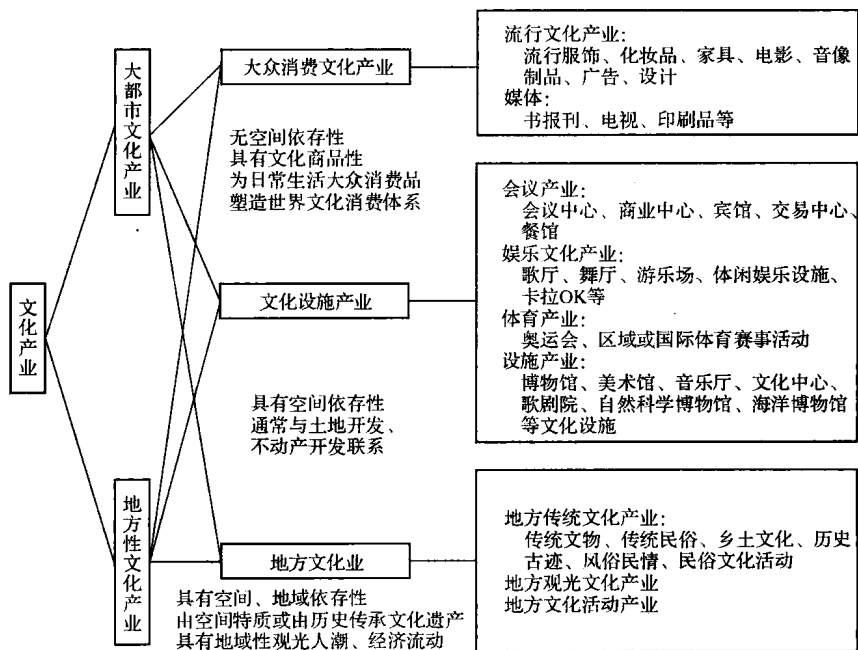 文化产业
大都市文化产业
地方性文化产业
大众消费文化产业
无空间依存性
具有文化商品性
为日常生活大众消费品
塑造世界文化消费体系
文化设施产业
具有空间依存性
通常与土地开发、
不动产开发联系
地方文化业
具有空间、地域依存性
由空间特质或由历史传承文化遗产
具有地域性观光人潮、经济流动
流行文化产业：
流行服饰、化妆品、家具、电影、音像
制品、广告、设计
媒体：
书报刊、电视、印刷品等
会议产业：
会议中心、商业中心、宾馆、交易中心、
餐馆
娱乐文化产业：
歌厅、舞厅、游乐场、体闲娱乐设施、
卡拉OK等
体育产业：
奥运会、区域或国际体育赛事活动
设施产业：
博物馆、美术馆、音乐厅、文化中心、
歌剧院、自然科学博物馆、海洋博物馆
等文化设施
地方传统文化产业：
传统文物、传统民俗、乡土文化、历史
古迹、风俗民情、民俗文化活动
地方观光文化产业
地方文化活动产业